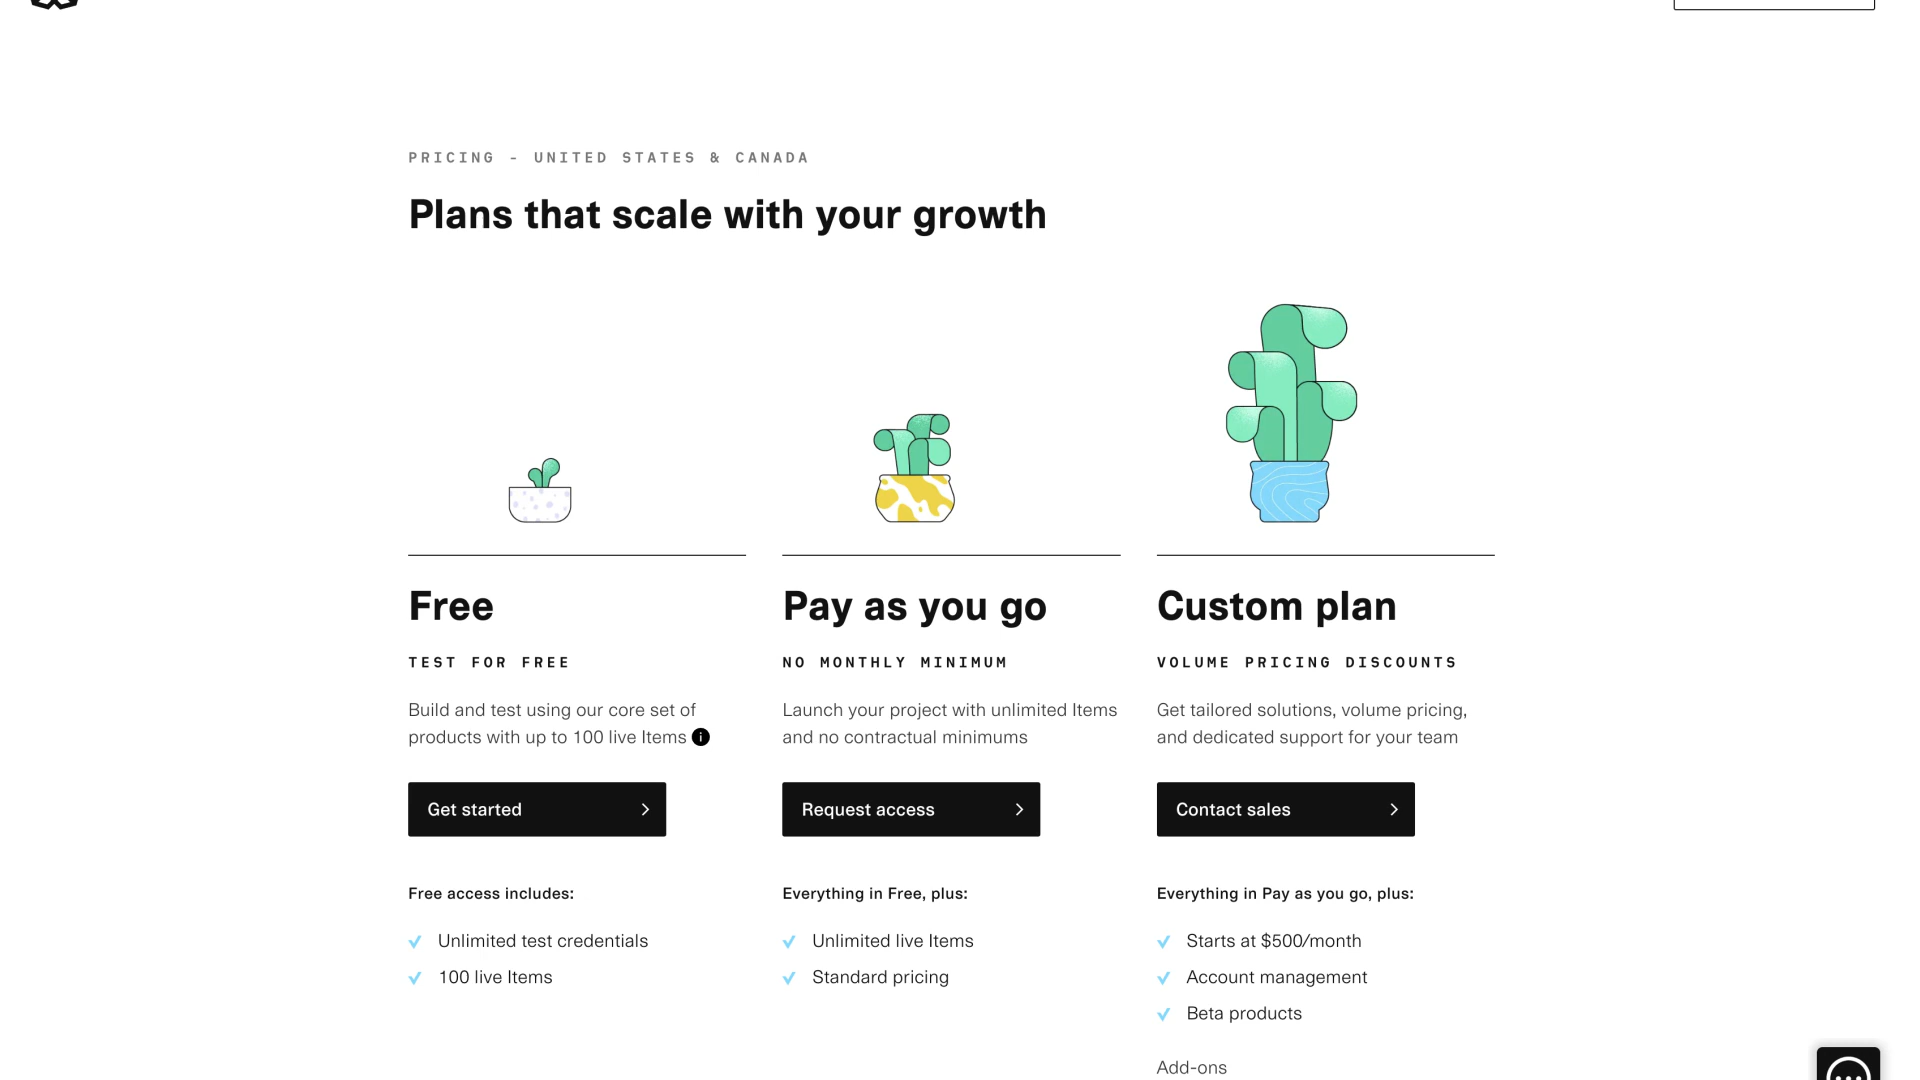 PRICING - UNITED STATES & CANADA
Plans that scale with your growth
Free
TEST FOR FREE
Build and test using our core set of
products with up to 100 live Items i
Get started
Free access includes:
Unlimited test credentials
100 live Items
Pay as you go
NO MONTHLY MINIMUM
Launch your project with unlimited Items
and no contractual minimums
Request access
Everything in Free, plus:
Unlimited live Items
Standard pricing
Custom plan
VOLUME PRICING DISCOUNTS
Get tailored solutions, volume pricing,
and dedicated support for your team
Contact sales
Everything in Pay as you go, plus:
Starts at $500/month
Account management
Beta products
Add-ons